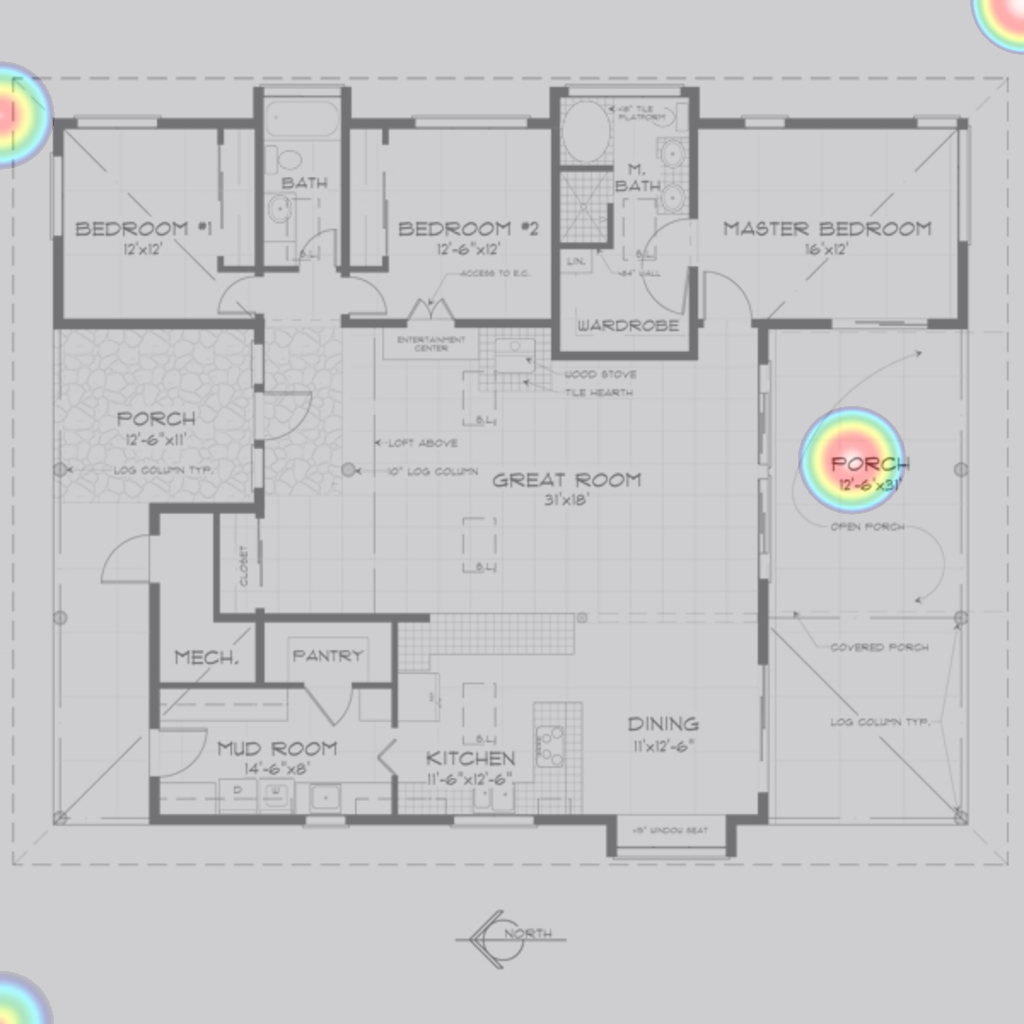 +18" TILE
PLATFORM
BATH
M.
BATH
BEDROOM #1
12'x12'
BEDROOM #2
12'-6"x12'
MASTER BEDROOM
16'x12'
S.L.
S.L.
LIN.
+84" WALL
ACCESS TO E.C.
WARDROBE
ENTERTAINMENT
CENTER
WOOD STOVE
TILE HEARTH
PORCH
12'-6"x11'
S.L.
LOFT ABOVE
LOG COLUMN TYP.
10" LOG COLUMN
GREAT ROOM
31'x18'
PORCH
12'-6"x31'
OPEN PORCH
CLOSET
S.L.
MECH.
PANTRY
COVERED PORCH
LOG COLUMN TYP.
S.L.
DINING
11'x12'-6"
MUD ROOM
14'-6"x8'
KITCHEN
11'-6"x12'-6"
D
W
WINDOW SEAT
NORTH